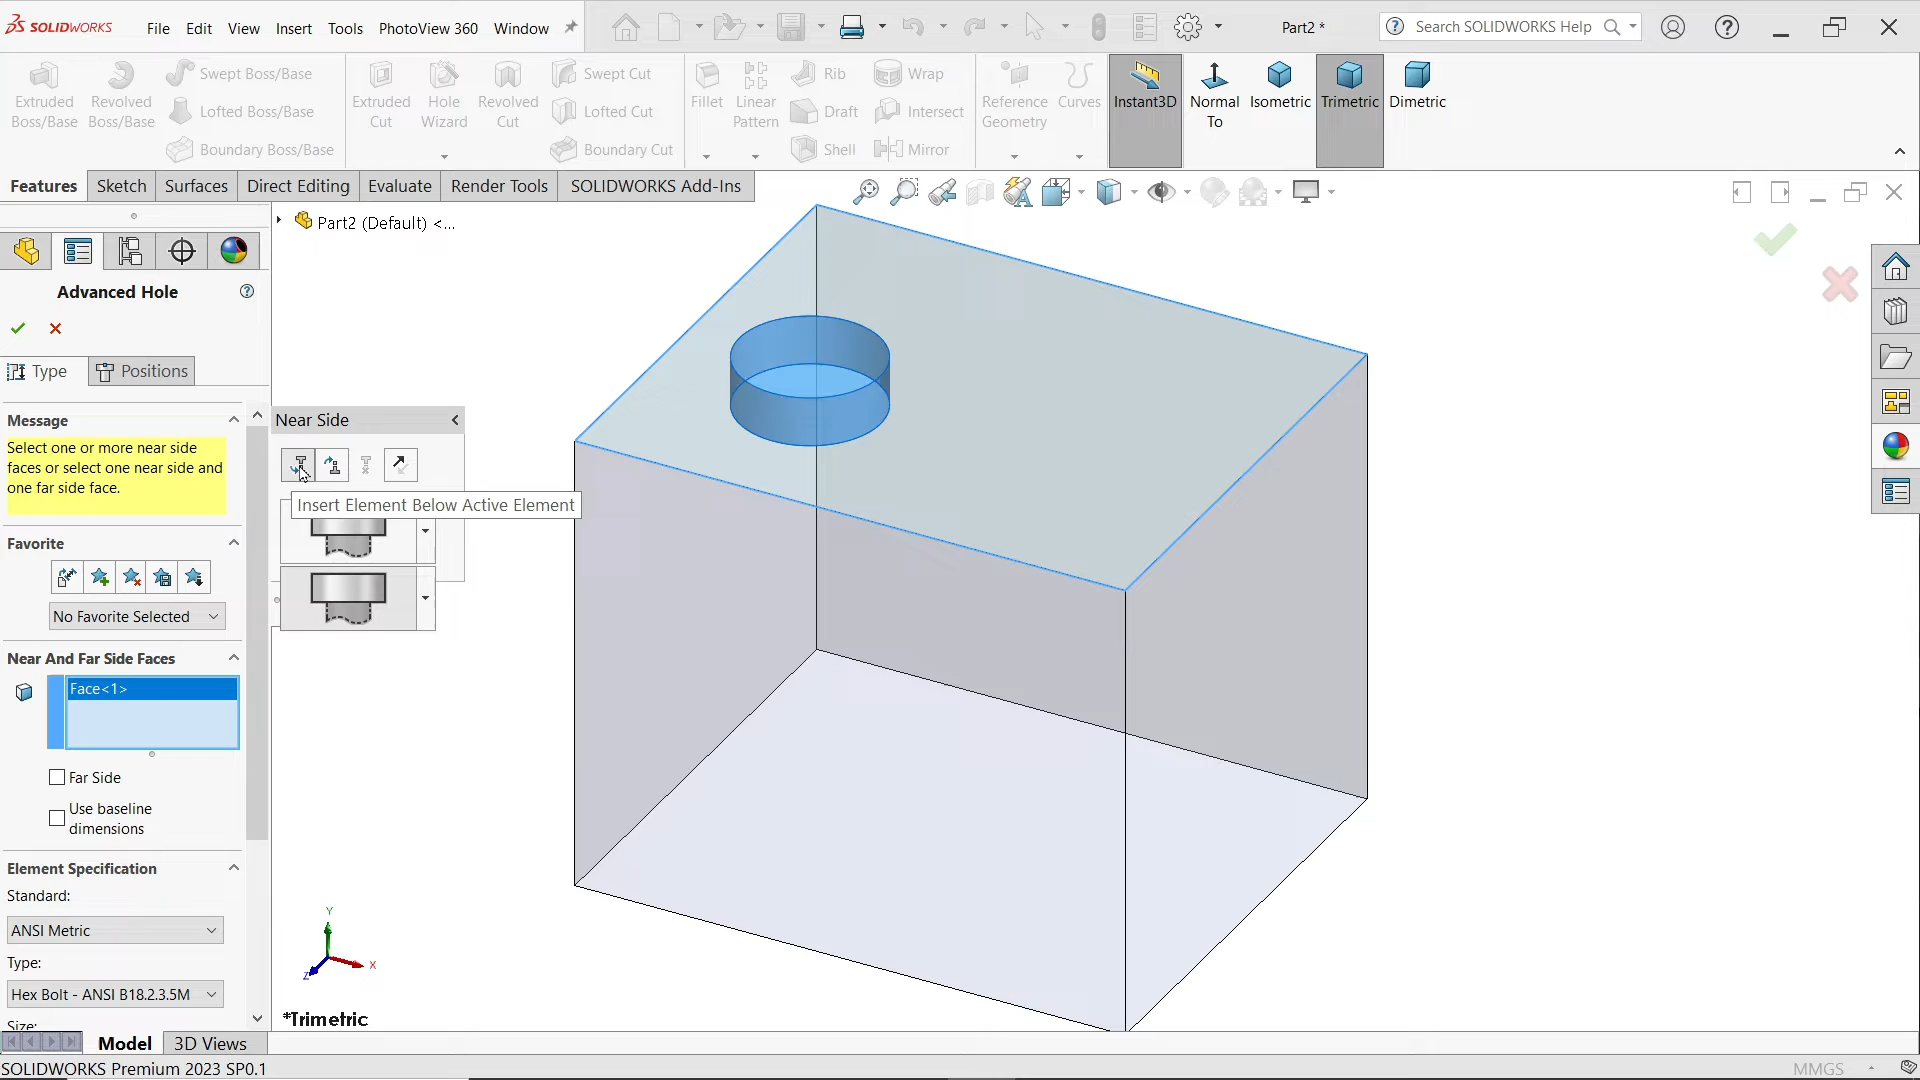 SOLIDWORKS File Edit View Insert Tools PhotoView 360 Window Part2 * Search SOLIDWORKS Help
Extruded Boss/Base
Revolved Boss/Base
Swept Boss/Base
Lofted Boss/Base
Boundary Boss/Base
Extruded Cut
Hole Wizard
Revolved Cut
Swept Cut
Lofted Cut
Boundary Cut
Fillet
Linear Pattern
Rib
Draft
Shell
Wrap
Intersect
Mirror
Reference Geometry
Curves
Instant3D
Normal To
Isometric
Trimetric
Dimetric
Features Sketch Surfaces Direct Editing Evaluate Render Tools SOLIDWORKS Add-Ins
Part2 (Default) <...
Advanced Hole
Type Positions
Message
Select one or more near side
faces or select one near side and
one far side face.
Near Side
Insert Element Below Active Element
Favorite
No Favorite Selected
Near And Far Side Faces
Face<1>
Far Side
Use baseline
dimensions
Element Specification
Standard:
ANSI Metric
Type:
Hex Bolt - ANSI B18.2.3.5M
Size:
Y
X
Z
*Trimetric
Model 3D Views
SOLIDWORKS Premium 2023 SP0.1
MMGS